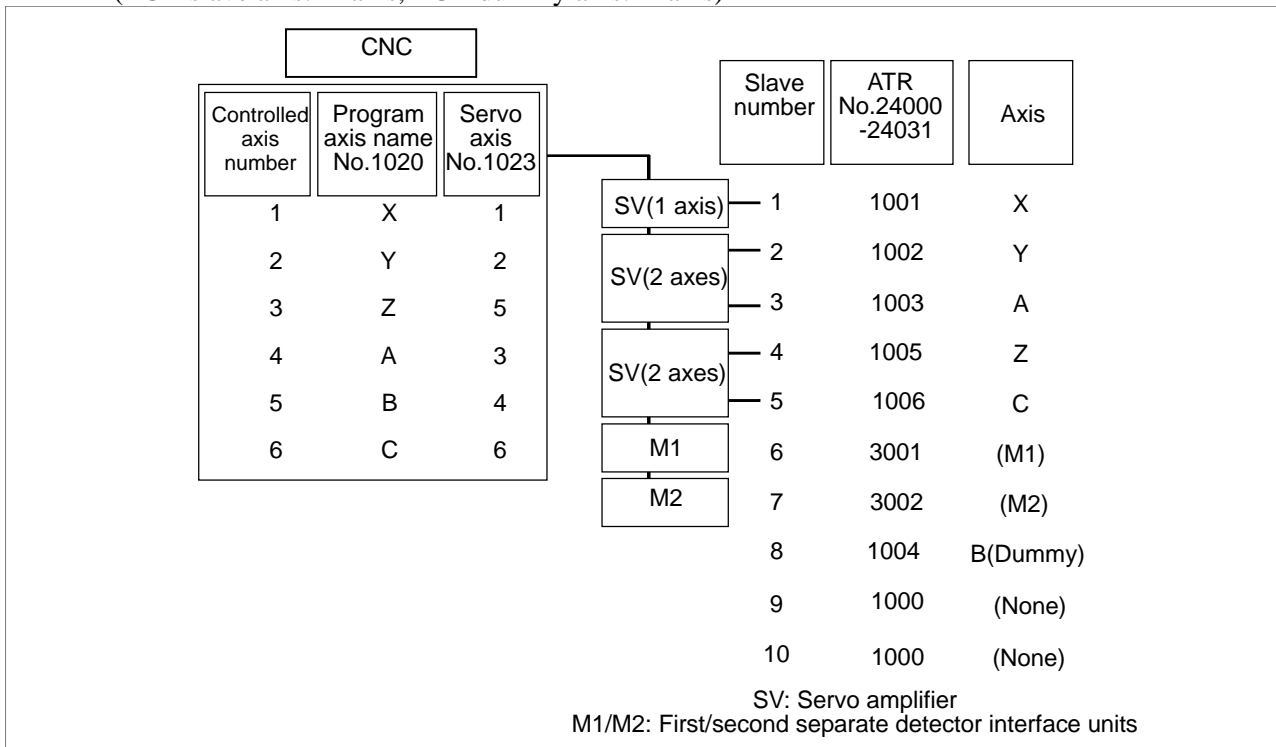 CNC
Controlled
axis
number
Program
axis name
No.1020
Servo
axis
No.1023
1 X 1
2 Y 2
3 Z 5
4 A 3
5 B 4
6 C 6
SV(1 axis)
SV(2 axes)
SV(2 axes)
M1
M2
Slave
number
ATR
No.24000
-24031
Axis
1 1001 X
2 1002 Y
3 1003 A
4 1005 Z
5 1006 C
6 3001 (M1)
7 3002 (M2)
8 1004 B(Dummy)
9 1000 (None)
10 1000 (None)
SV: Servo amplifier
M1/M2: First/second separate detector interface units